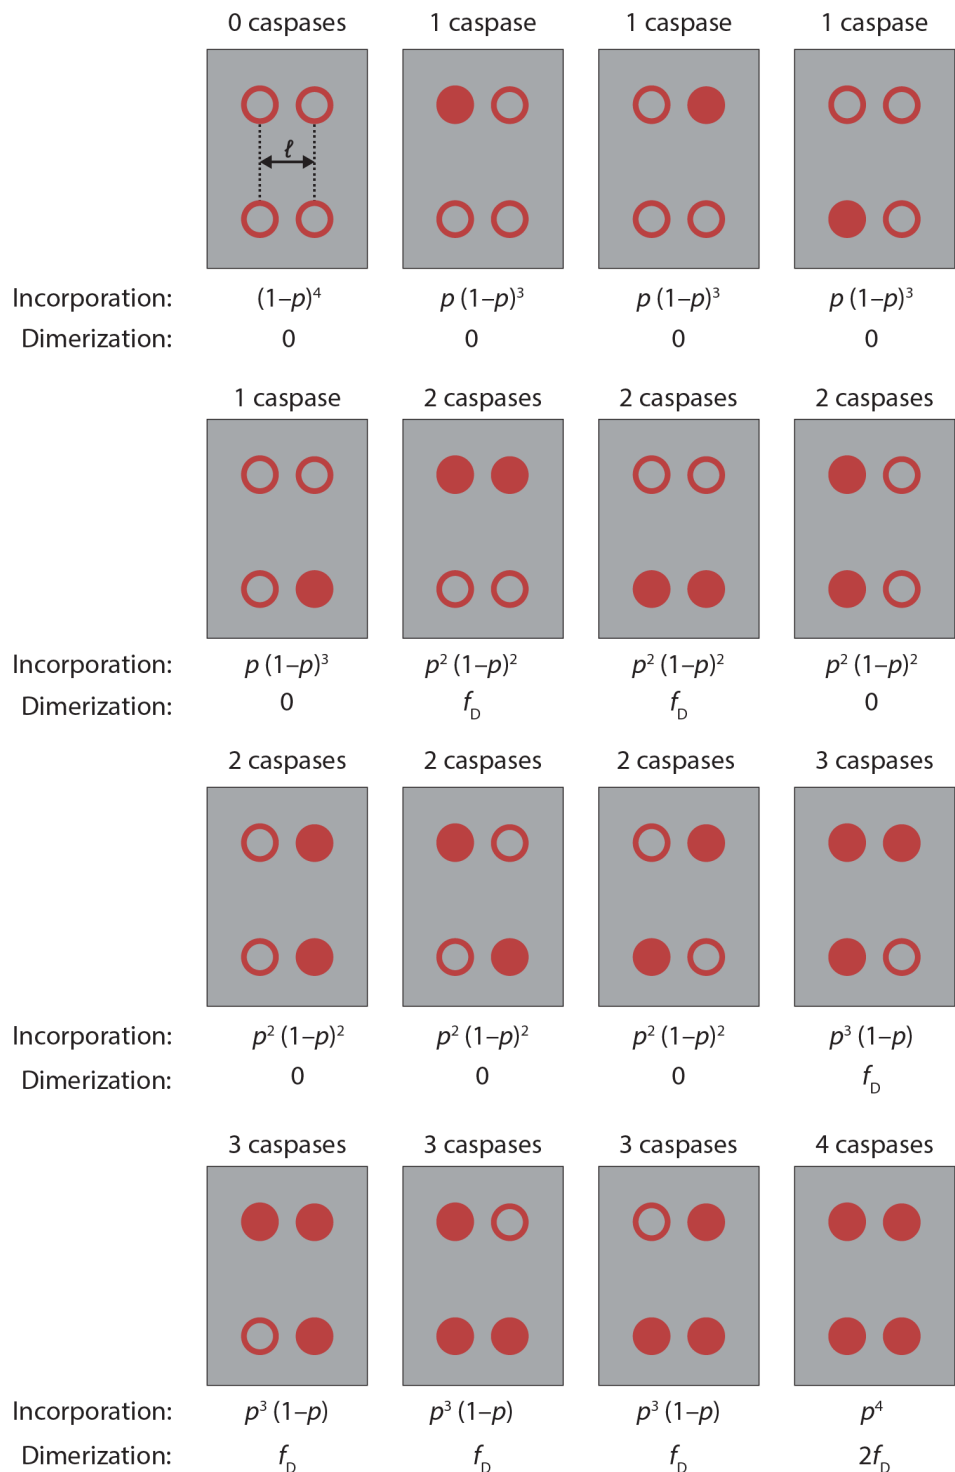 0 caspases 1 caspase 1 caspase 1 caspase
ℓ
Incorporation: (1–p)⁴ p (1–p)³ p (1–p)³ p (1–p)³
Dimerization: 0 0 0 0
1 caspase 2 caspases 2 caspases 2 caspases
Incorporation: p (1–p)³ p² (1–p)² p² (1–p)² p² (1–p)²
Dimerization: 0 f_D f_D 0
2 caspases 2 caspases 2 caspases 3 caspases
Incorporation: p² (1–p)² p² (1–p)² p² (1–p)² p³ (1–p)
Dimerization: 0 0 0 f_D
3 caspases 3 caspases 3 caspases 4 caspases
Incorporation: p³ (1–p) p³ (1–p) p³ (1–p) p⁴
Dimerization: f_D f_D f_D 2f_D